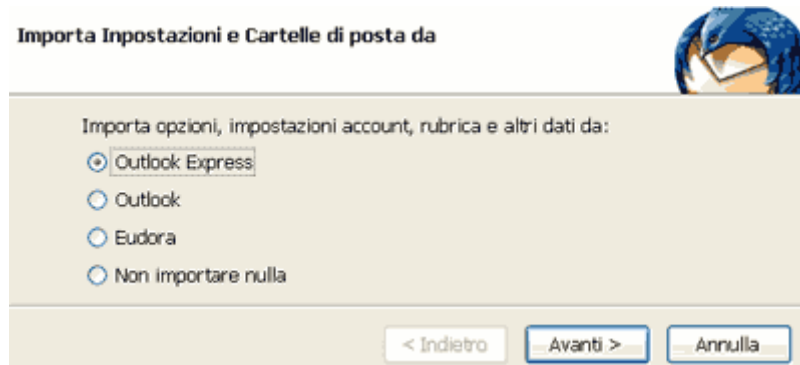 Importa Inpostazioni e Cartelle di posta da
Importa opzioni, impostazioni account, rubrica e altri dati da:
Outlook Express
Outlook
Eudora
Non importare nulla
< Indietro Avanti > Annulla